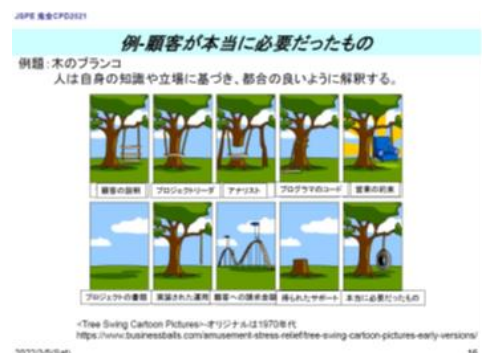 JSPE 鬼金CPD2021
例-顧客が本当に必要だったもの
例題:木のブランコ
人は自身の知識や立場に基づき、都合の良いように解釈する。
顧客の説明
プロジェクトリーダ
アナリスト
プログラマのコード
営業の約束
プロジェクトの書類
実装された運用
顧客への請求金額
得られたサポート
本当に必要だったもの
<Tree Swing Cartoon Pictures>-オリジナルは1970年代
https://www.businessballs.com/amusement-stress-relief/tree-swing-cartoon-pictures-early-versions/